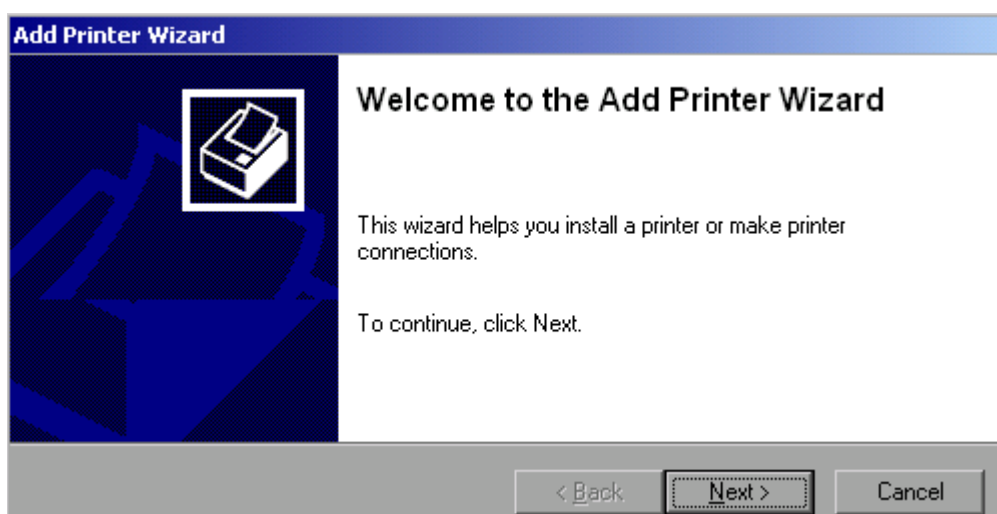 Add Printer Wizard
Welcome to the Add Printer Wizard
This wizard helps you install a printer or make printer
connections.
To continue, click Next.
< Back
Next >
Cancel